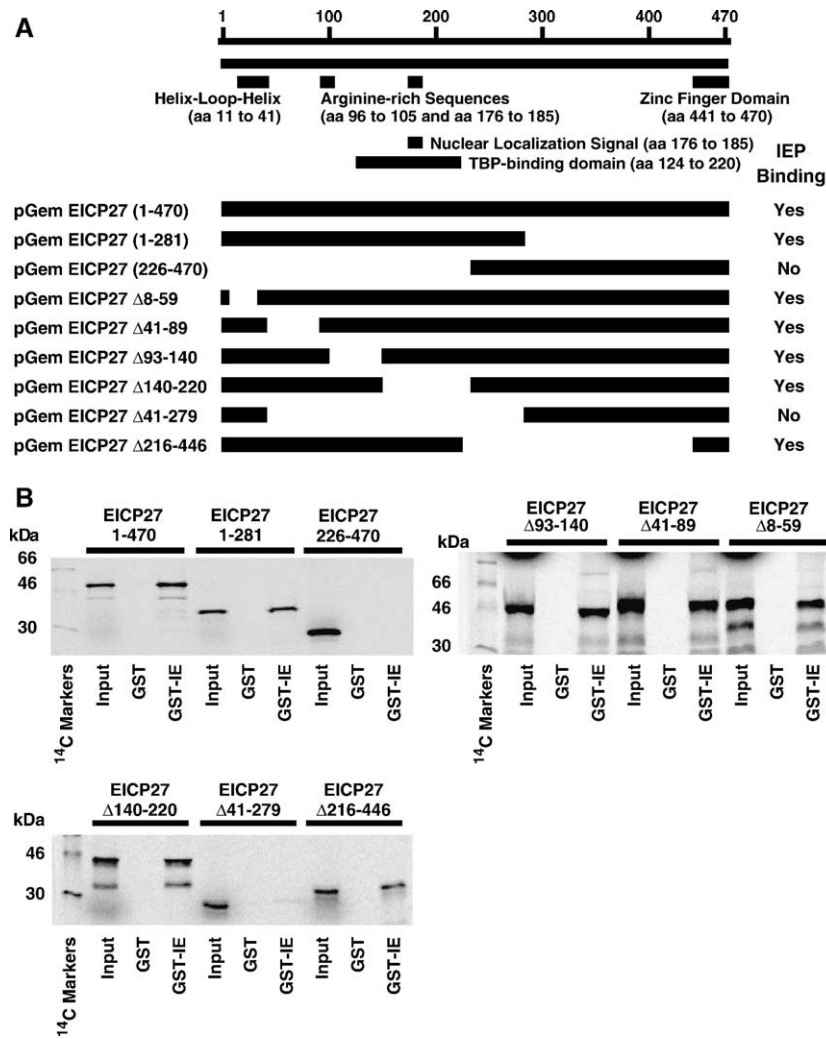 A
1 100 200 300 400 470
Helix-Loop-Helix
(aa 11 to 41)
Arginine-rich Sequences
(aa 96 to 105 and aa 176 to 185)
Zinc Finger Domain
(aa 441 to 470)
Nuclear Localization Signal (aa 176 to 185)
TBP-binding domain (aa 124 to 220)
IEP
Binding
pGem EICP27 (1-470) Yes
pGem EICP27 (1-281) Yes
pGem EICP27 (226-470) No
pGem EICP27 Δ8-59 Yes
pGem EICP27 Δ41-89 Yes
pGem EICP27 Δ93-140 Yes
pGem EICP27 Δ140-220 Yes
pGem EICP27 Δ41-279 No
pGem EICP27 Δ216-446 Yes
B
kDa
EICP27
1-470
EICP27
1-281
EICP27
226-470
66
46
30
14C Markers
Input
GST
GST-IE
Input
GST
GST-IE
Input
GST
GST-IE
kDa
EICP27
Δ93-140
EICP27
Δ41-89
EICP27
Δ8-59
66
46
30
14C Markers
Input
GST
GST-IE
Input
GST
GST-IE
Input
GST
GST-IE
kDa
EICP27
Δ140-220
EICP27
Δ41-279
EICP27
Δ216-446
46
30
14C Markers
Input
GST
GST-IE
Input
GST
GST-IE
Input
GST
GST-IE